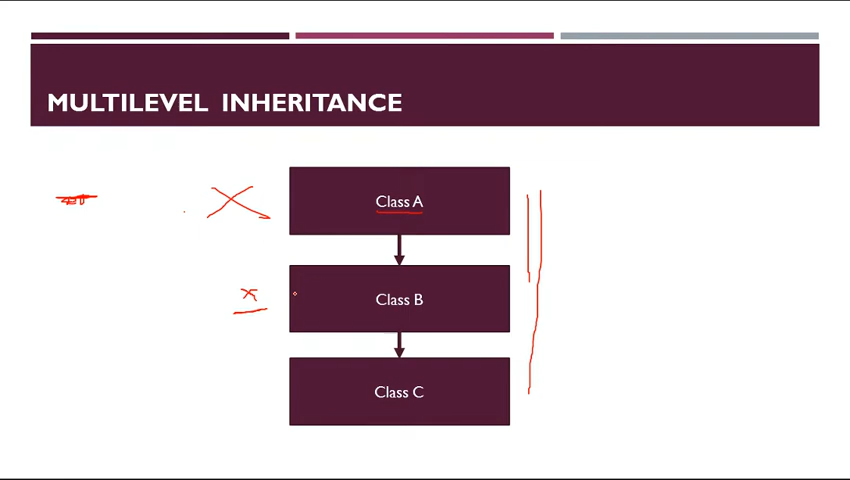 MULTILEVEL INHERITANCE
Class A
x
Class B
Class C